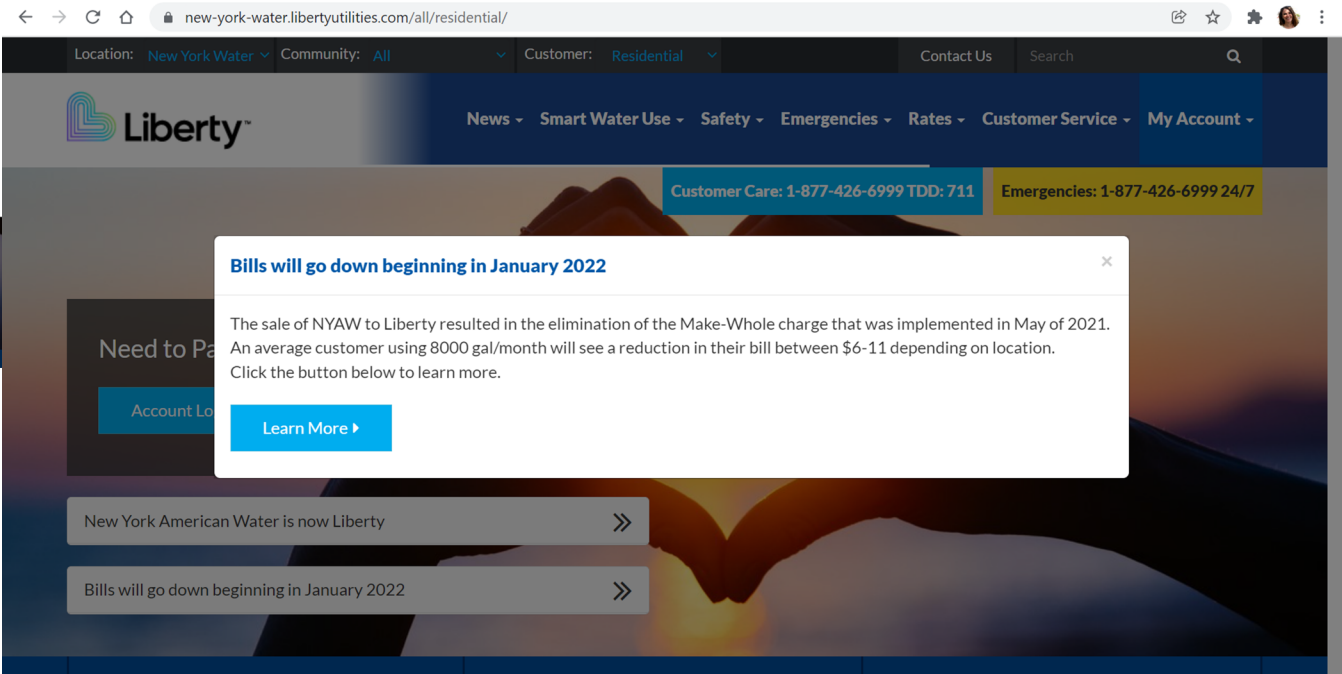 new-york-water.libertyutilities.com/all/residential/
Location: New York Water Community: All Customer: Residential Contact Us Search
Liberty™
News Smart Water Use Safety Emergencies Rates Customer Service My Account
Customer Care: 1-877-426-6999 TDD: 711 Emergencies: 1-877-426-6999 24/7
Bills will go down beginning in January 2022 ×
The sale of NYAW to Liberty resulted in the elimination of the Make-Whole charge that was implemented in May of 2021.
An average customer using 8000 gal/month will see a reduction in their bill between $6-11 depending on location.
Click the button below to learn more.
Need to Pa
Account Lo
Learn More
New York American Water is now Liberty
Bills will go down beginning in January 2022